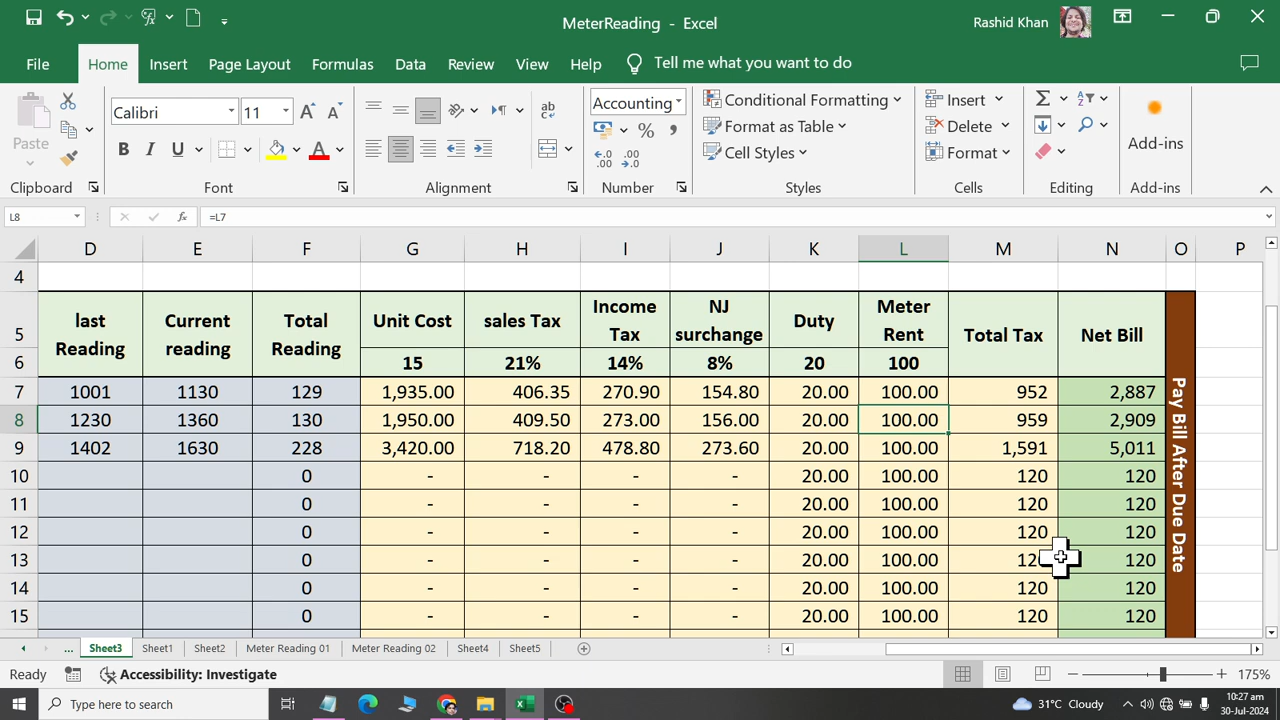 MeterReading - Excel
Rashid Khan
File Home Insert Page Layout Formulas Data Review View Help Tell me what you want to do
Paste
Clipboard
Calibri 11
B I U
Font
ab
Alignment
Accounting
%
Number
Conditional Formatting
Format as Table
Cell Styles
Styles
Insert
Delete
Format
Cells
Editing
Add-ins
Add-ins
L8 fx =L7
D E F G H I J K L M N O P
4
5 last Reading Current reading Total Reading Unit Cost sales Tax Income Tax NJ surchange Duty Meter Rent Total Tax Net Bill
6 15 21% 14% 8% 20 100
7 1001 1130 129 1,935.00 406.35 270.90 154.80 20.00 100.00 952 2,887
8 1230 1360 130 1,950.00 409.50 273.00 156.00 20.00 100.00 959 2,909
9 1402 1630 228 3,420.00 718.20 478.80 273.60 20.00 100.00 1,591 5,011
10 0 - - - - 20.00 100.00 120 120
11 0 - - - - 20.00 100.00 120 120
12 0 - - - - 20.00 100.00 120 120
13 0 - - - - 20.00 100.00 12 120
14 0 - - - - 20.00 100.00 120 120
15 0 - - - - 20.00 100.00 120 120
Pay Bill After Due Date
... Sheet3 Sheet1 Sheet2 Meter Reading 01 Meter Reading 02 Sheet4 Sheet5
Ready Accessibility: Investigate 175%
Type here to search 31°C Cloudy 10:27 am
30-Jul-2024